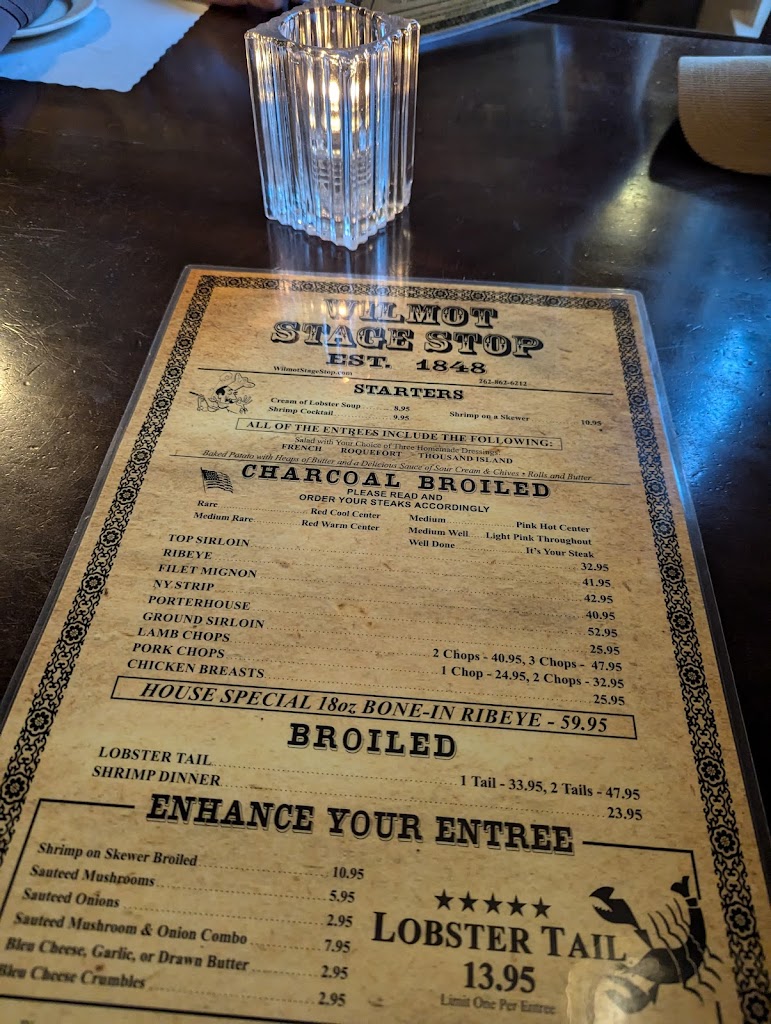 WILMOT
STAGE STOP
EST. 1848
WilmotStageStop.com 262-862-6212
STARTERS
Cream of Lobster Soup 8.95
Shrimp Cocktail 9.95 Shrimp on a Skewer 10.95
ALL OF THE ENTREES INCLUDE THE FOLLOWING:
Salad with Your Choice of Three Homemade Dressings
FRENCH ROQUEFORT THOUSAND ISLAND
Baked Potato with Heaps of Butter and a Delicious Sauce of Sour Cream & Chives • Rolls and Butter
CHARCOAL BROILED
PLEASE READ AND
ORDER YOUR STEAKS ACCORDINGLY
Rare Red Cool Center Medium Pink Hot Center
Medium Rare Red Warm Center Medium Well Light Pink Throughout
Well Done It's Your Steak
TOP SIRLOIN 32.95
RIBEYE 41.95
FILET MIGNON 42.95
NY STRIP 40.95
PORTERHOUSE 52.95
GROUND SIRLOIN 25.95
LAMB CHOPS 2 Chops - 40.95, 3 Chops - 47.95
PORK CHOPS 1 Chop - 24.95, 2 Chops - 32.95
CHICKEN BREASTS 25.95
HOUSE SPECIAL 18oz BONE-IN RIBEYE - 59.95
BROILED
LOBSTER TAIL 1 Tail - 33.95, 2 Tails - 47.95
SHRIMP DINNER 23.95
ENHANCE YOUR ENTREE
Shrimp on Skewer Broiled 10.95
Sauteed Mushrooms 5.95
Sauteed Onions 2.95
Sauteed Mushroom & Onion Combo 7.95
Bleu Cheese, Garlic, or Drawn Butter 2.95
Bleu Cheese Crumbles 2.95
LOBSTER TAIL
13.95
Limit One Per Entree